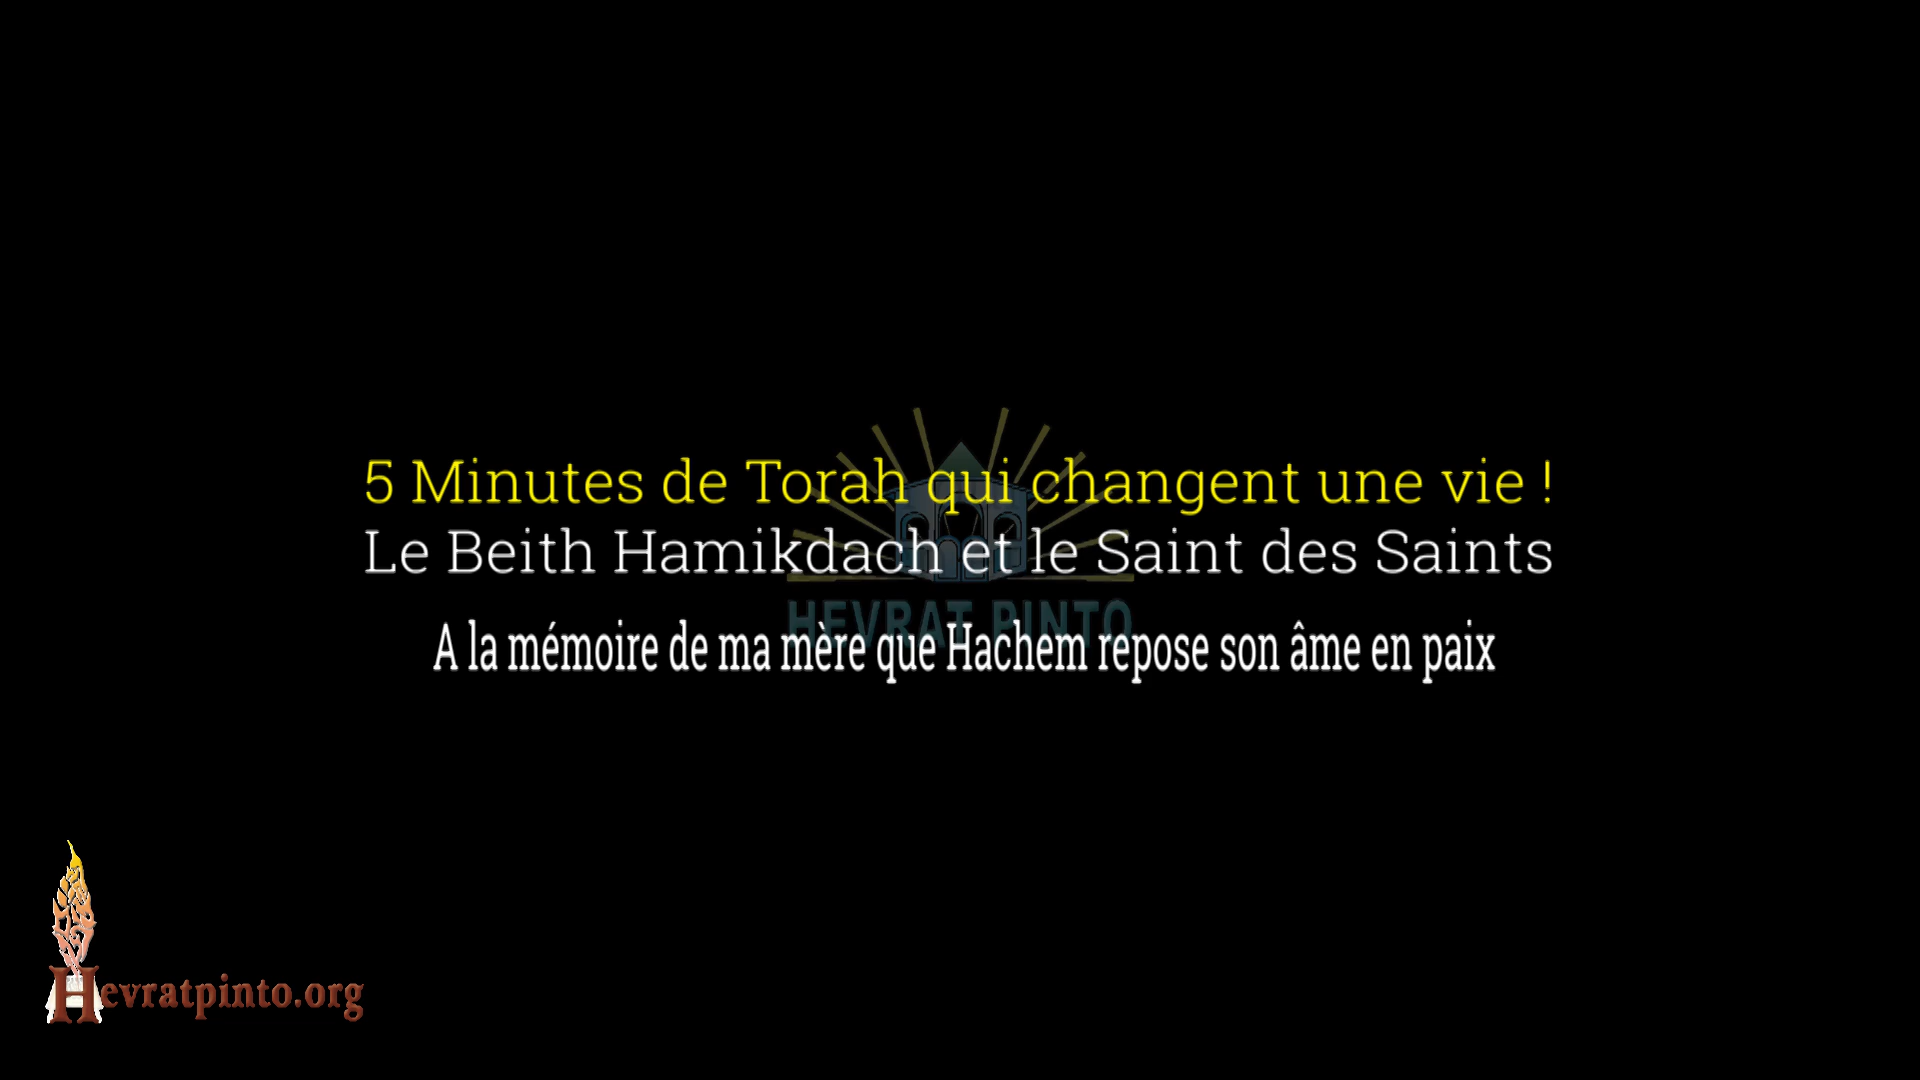 5 Minutes de Torah qui changent une vie !
Le Beith Hamikdach et le Saint des Saints
HEVRAT PINTO
A la mémoire de ma mère que Hachem repose son âme en paix
Hevratpinto.org